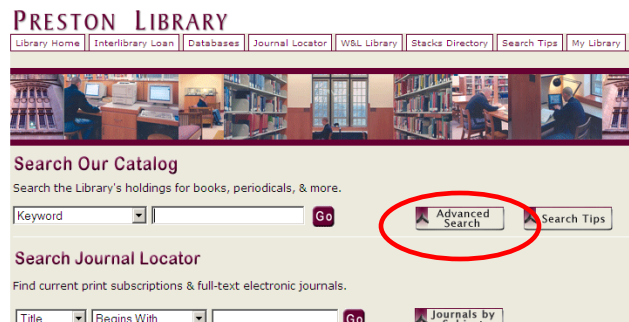 PRESTON LIBRARY
Library Home Interlibrary Loan Databases Journal Locator W&L Library Stacks Directory Search Tips My Library
Search Our Catalog
Search the Library's holdings for books, periodicals, & more.
Keyword Go Advanced Search Search Tips
Search Journal Locator
Find current print subscriptions & full-text electronic journals.
Title Begins With Go Journals by